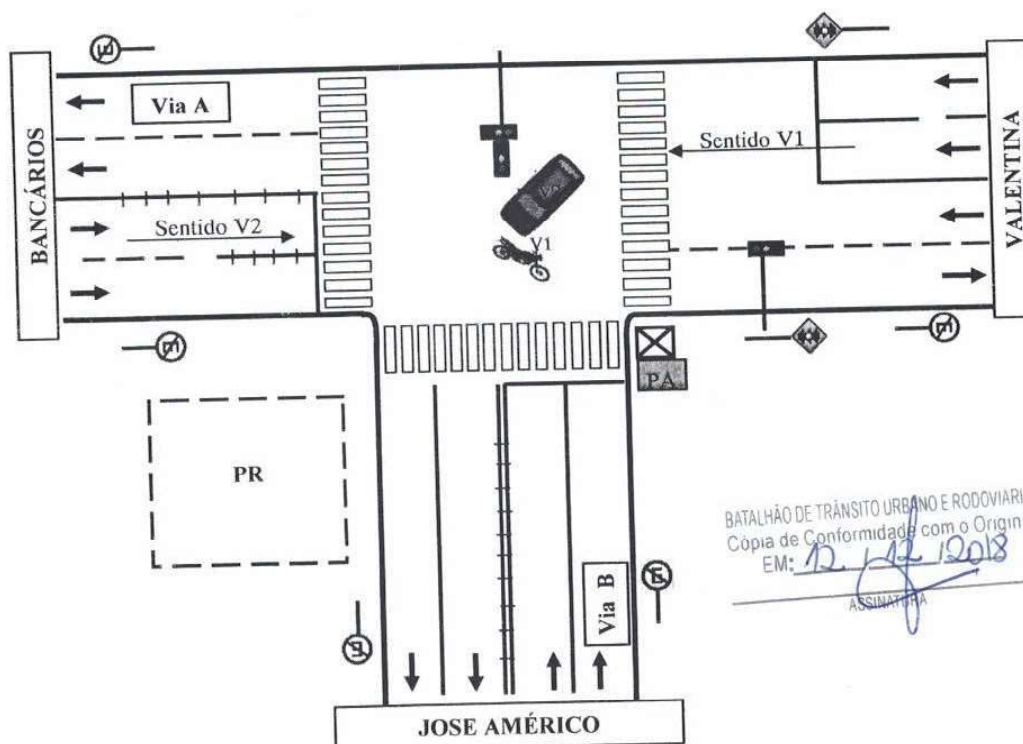 Via A
BANCÁRIOS
Sentido V2
Sentido V1
VALENTINA
V1
PA
PR
Via B
JOSE AMÉRICO
BATALHÃO DE TRÂNSITO URBANO E RODOVIARI
Cópia de Conformidade com o Origin
EM: 12 / 12 / 2018
ASSINATURA